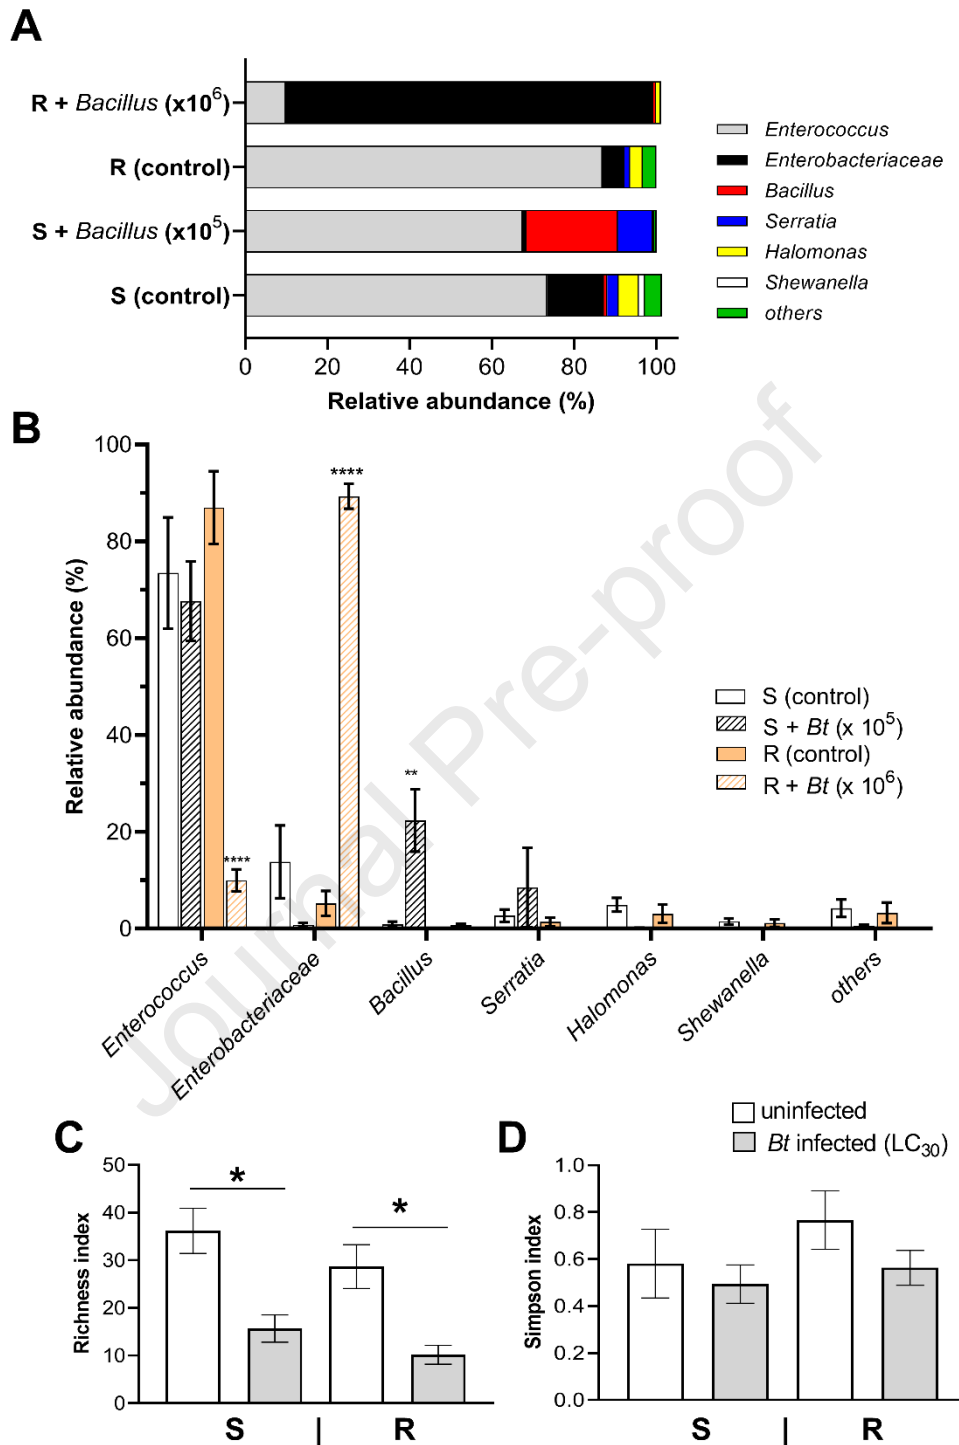 A
R + Bacillus (x10⁶)
R (control)
S + Bacillus (x10⁵)
S (control)
0 20 40 60 80 100
Relative abundance (%)
Enterococcus
Enterobacteriaceae
Bacillus
Serratia
Halomonas
Shewanella
others
B
Relative abundance (%)
100
80
60
40
20
0
****
****
**
S (control)
S + Bt (x 10⁵)
R (control)
R + Bt (x 10⁶)
Enterococcus
Enterobacteriaceae
Bacillus
Serratia
Halomonas
Shewanella
others
Journal Pre-proof
C
Richness index
50
40
30
20
10
0
*
*
S | R
D
uninfected
Bt infected (LC₃₀)
Simpson index
1.0
0.8
0.6
0.4
0.2
0.0
S | R